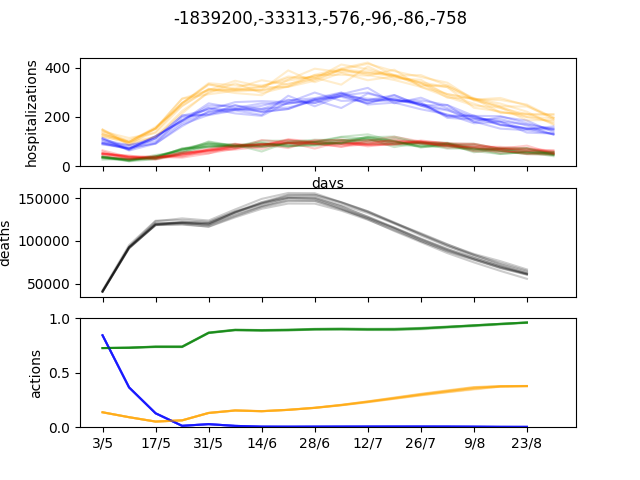 -1839200,-33313,-576,-96,-86,-758
hospitalizations
400
200
0
days
deaths
150000
100000
50000
actions
1.0
0.5
0.0
3/5 17/5 31/5 14/6 28/6 12/7 26/7 9/8 23/8